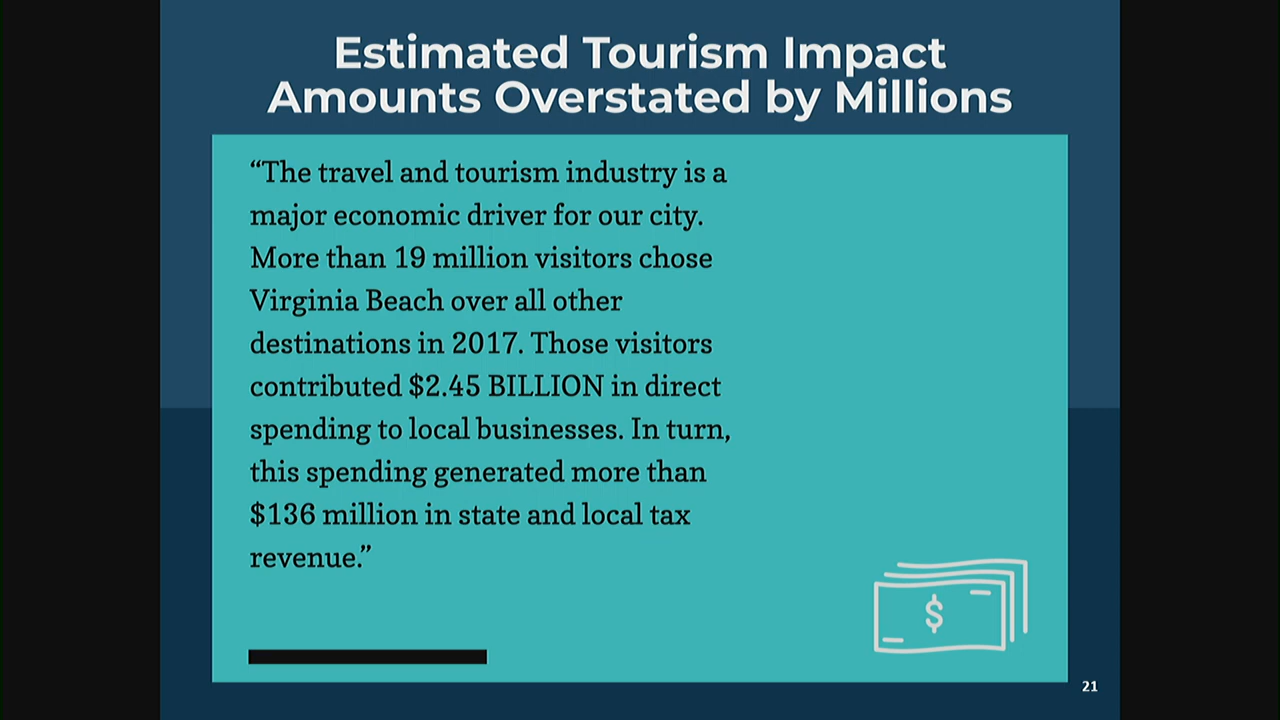 Estimated Tourism Impact
Amounts Overstated by Millions
“The travel and tourism industry is a
major economic driver for our city.
More than 19 million visitors chose
Virginia Beach over all other
destinations in 2017. Those visitors
contributed $2.45 BILLION in direct
spending to local businesses. In turn,
this spending generated more than
$136 million in state and local tax
revenue.”
$
21